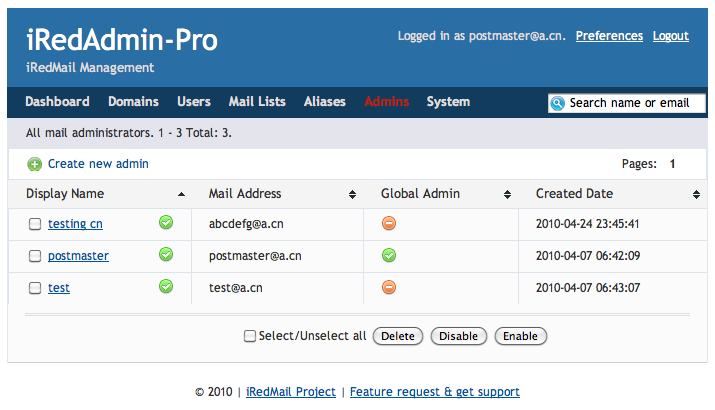 iRedAdmin-Pro
Logged in as postmaster@a.cn. Preferences Logout
iRedMail Management
Dashboard Domains Users Mail Lists Aliases Admins System Search name or email
All mail administrators. 1 - 3 Total: 3.
Create new admin Pages: 1
Display Name Mail Address Global Admin Created Date
testing cn abcdefg@a.cn 2010-04-24 23:45:41
postmaster postmaster@a.cn 2010-04-07 06:42:09
test test@a.cn 2010-04-07 06:43:07
Select/Unselect all Delete Disable Enable
© 2010 | iRedMail Project | Feature request & get support